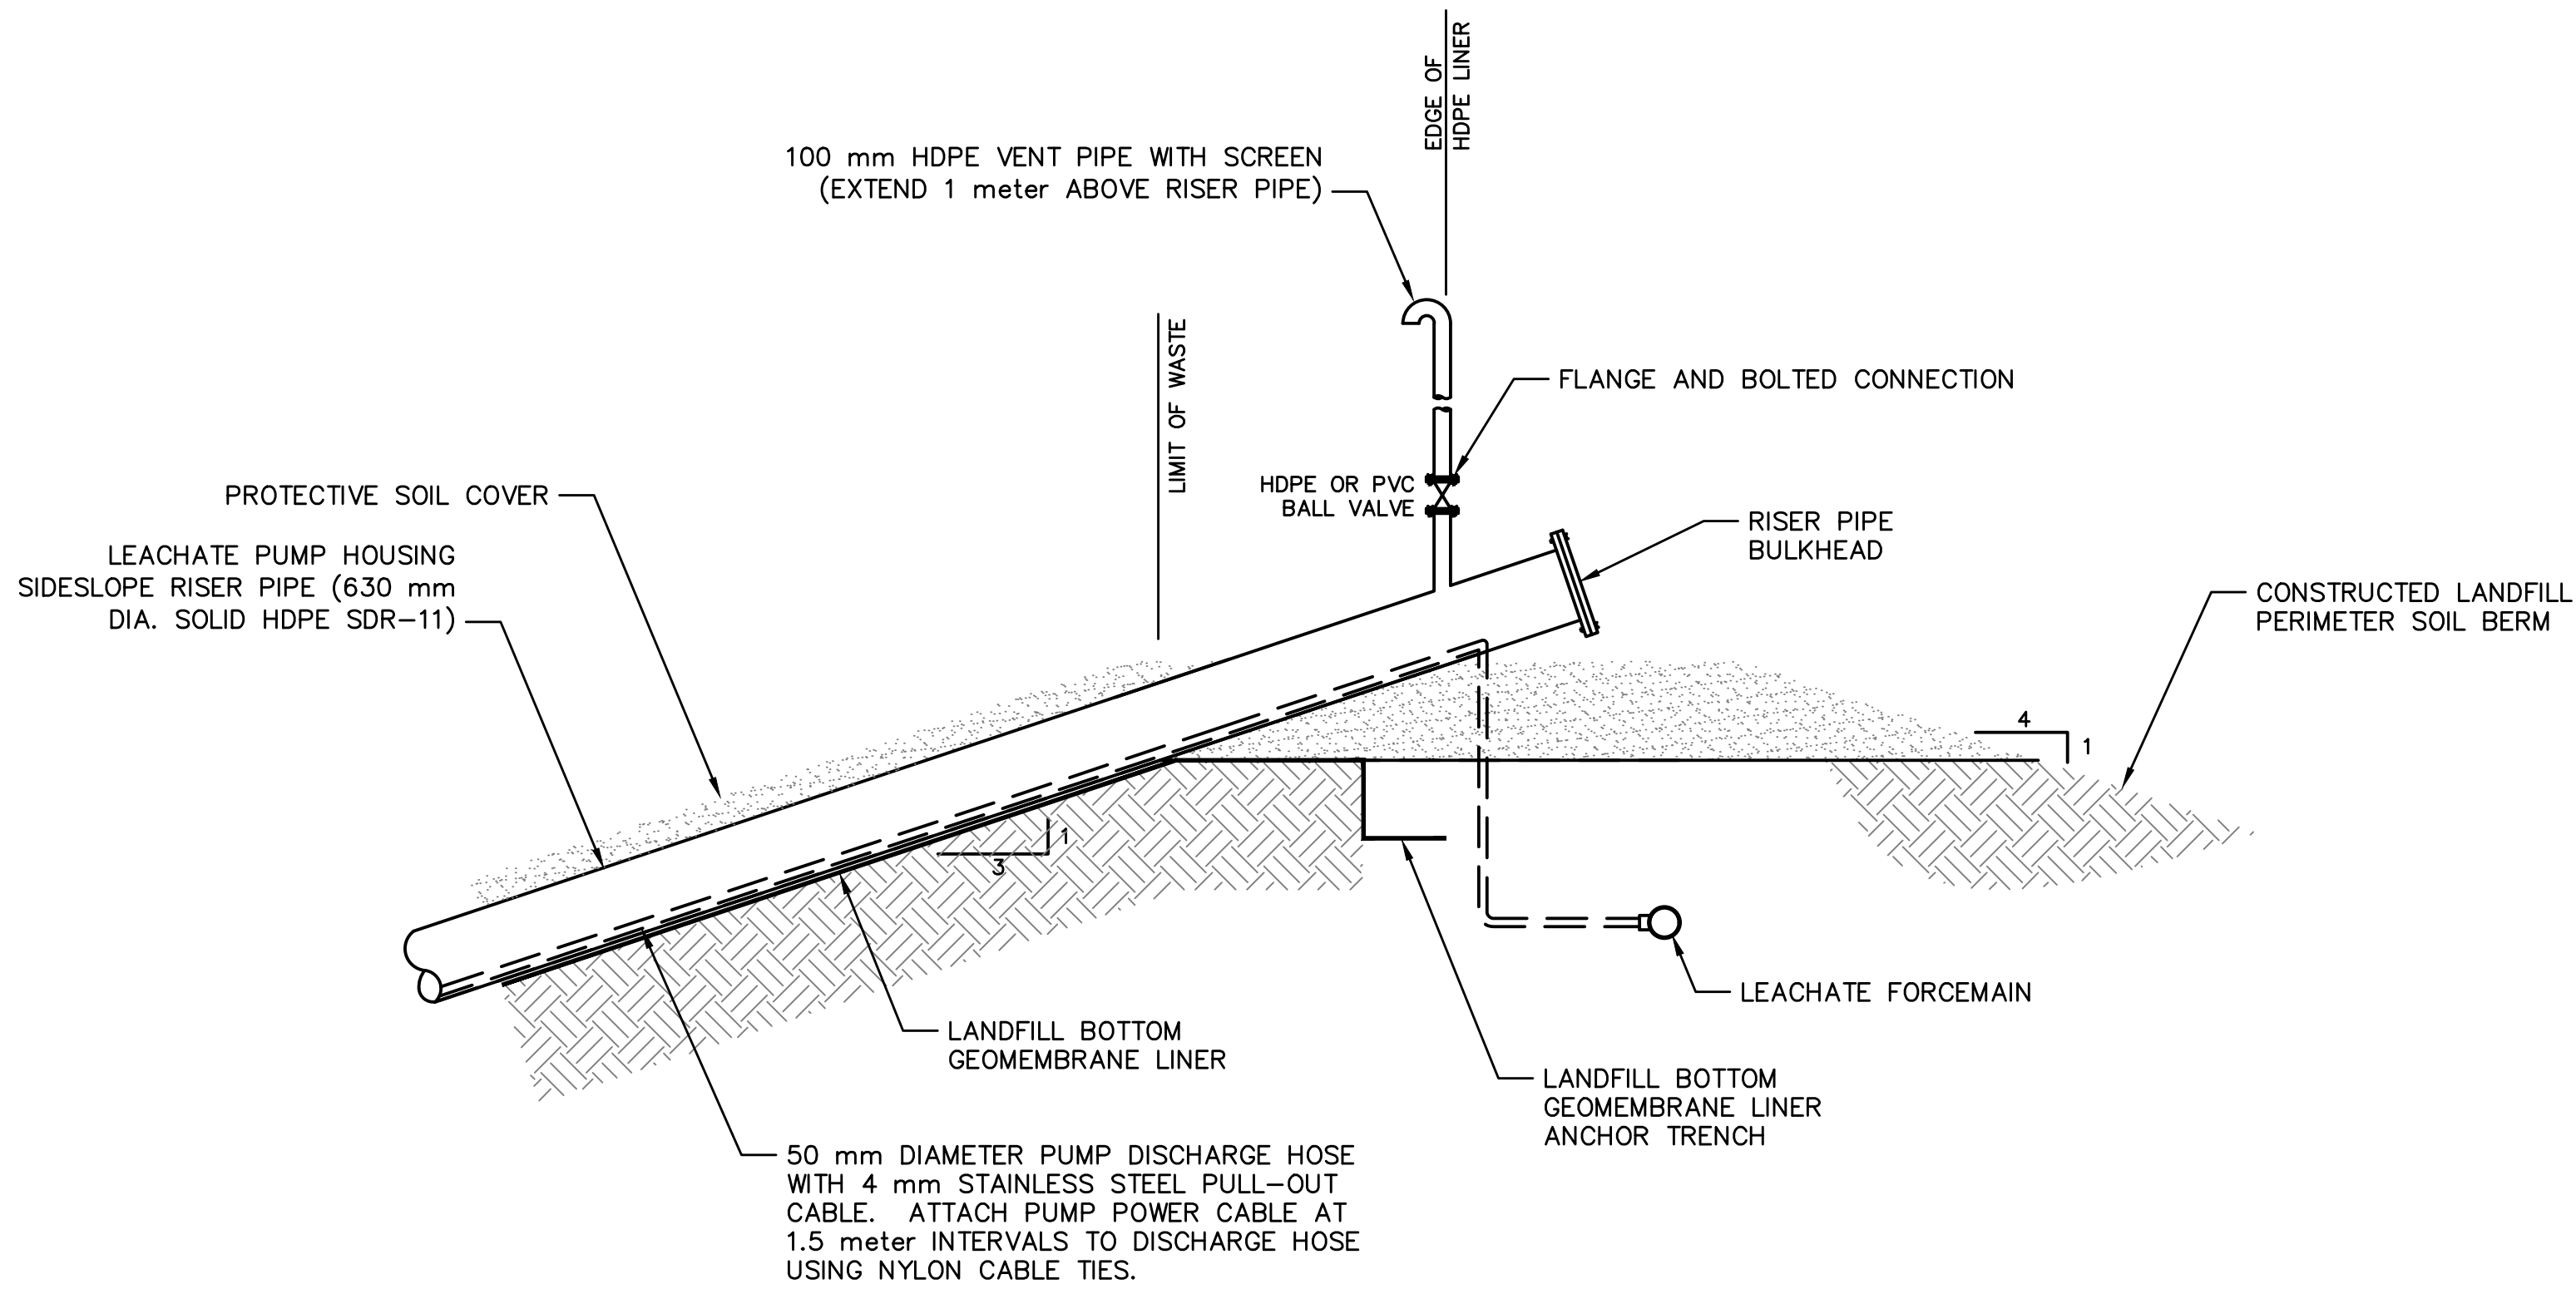 EDGE OF
HDPE LINER
100 mm HDPE VENT PIPE WITH SCREEN
(EXTEND 1 meter ABOVE RISER PIPE)
LIMIT OF WASTE
FLANGE AND BOLTED CONNECTION
HDPE OR PVC
BALL VALVE
PROTECTIVE SOIL COVER
RISER PIPE
BULKHEAD
LEACHATE PUMP HOUSING
SIDESLOPE RISER PIPE (630 mm
DIA. SOLID HDPE SDR-11)
CONSTRUCTED LANDFILL
PERIMETER SOIL BERM
4
1
1
3
LEACHATE FORCEMAIN
LANDFILL BOTTOM
GEOMEMBRANE LINER
LANDFILL BOTTOM
GEOMEMBRANE LINER
ANCHOR TRENCH
50 mm DIAMETER PUMP DISCHARGE HOSE
WITH 4 mm STAINLESS STEEL PULL-OUT
CABLE. ATTACH PUMP POWER CABLE AT
1.5 meter INTERVALS TO DISCHARGE HOSE
USING NYLON CABLE TIES.